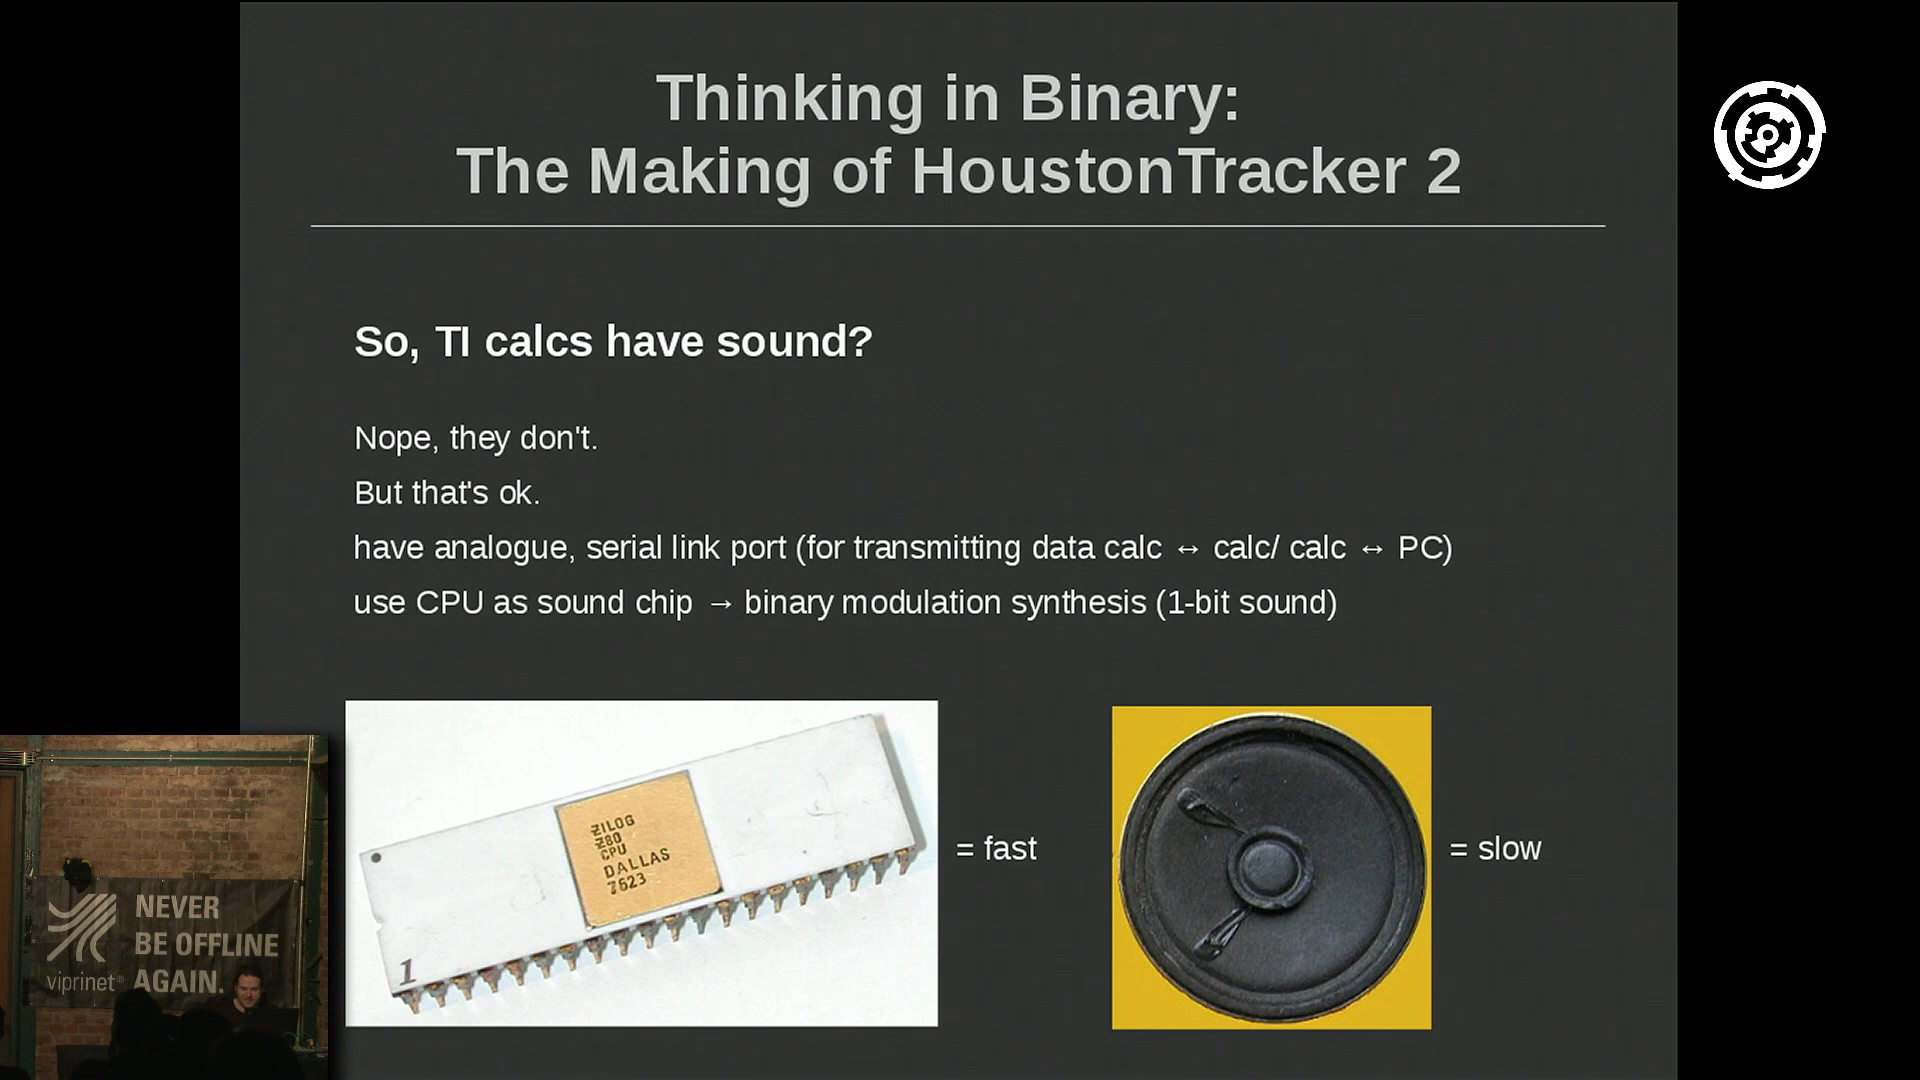 Thinking in Binary:
The Making of HoustonTracker 2
So, TI calcs have sound?
Nope, they don't.
But that's ok.
have analogue, serial link port (for transmitting data calc ↔ calc/ calc ↔ PC)
use CPU as sound chip → binary modulation synthesis (1-bit sound)
ZILOG
Z80
CPU
DALLAS
7623
1
= fast
= slow
NEVER
BE OFFLINE
AGAIN.
viprinet®